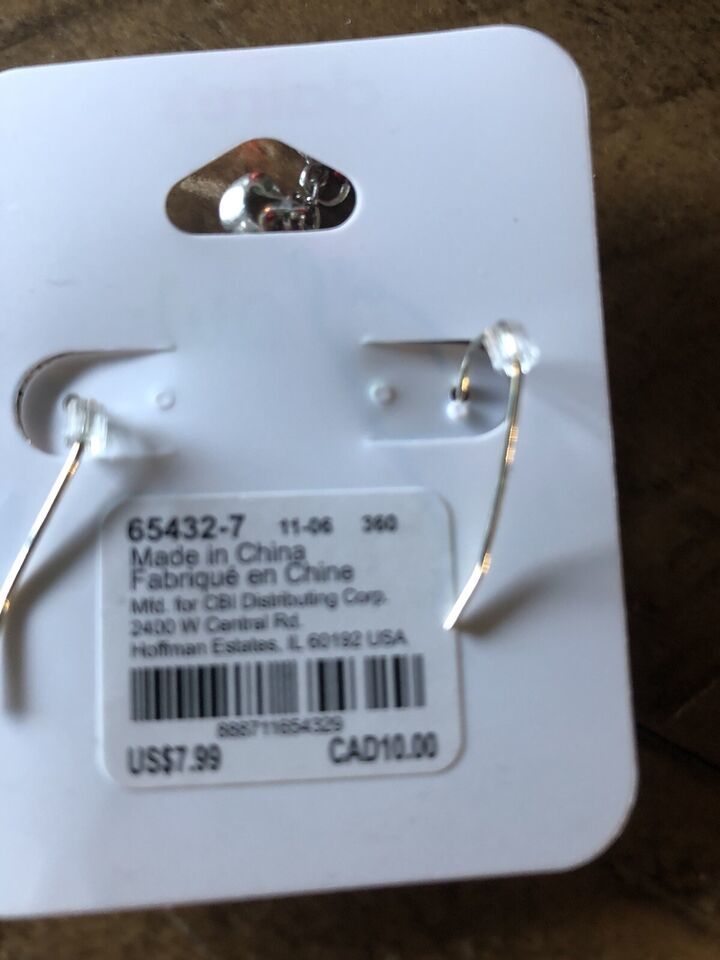 65432-7 11-06 360
Made in China
Fabriqué en Chine
Mfd. for CBI Distributing Corp.
2400 W Central Rd.
Hoffman Estates, IL 60192 USA
888711654329
US$7.99 CAD10.00